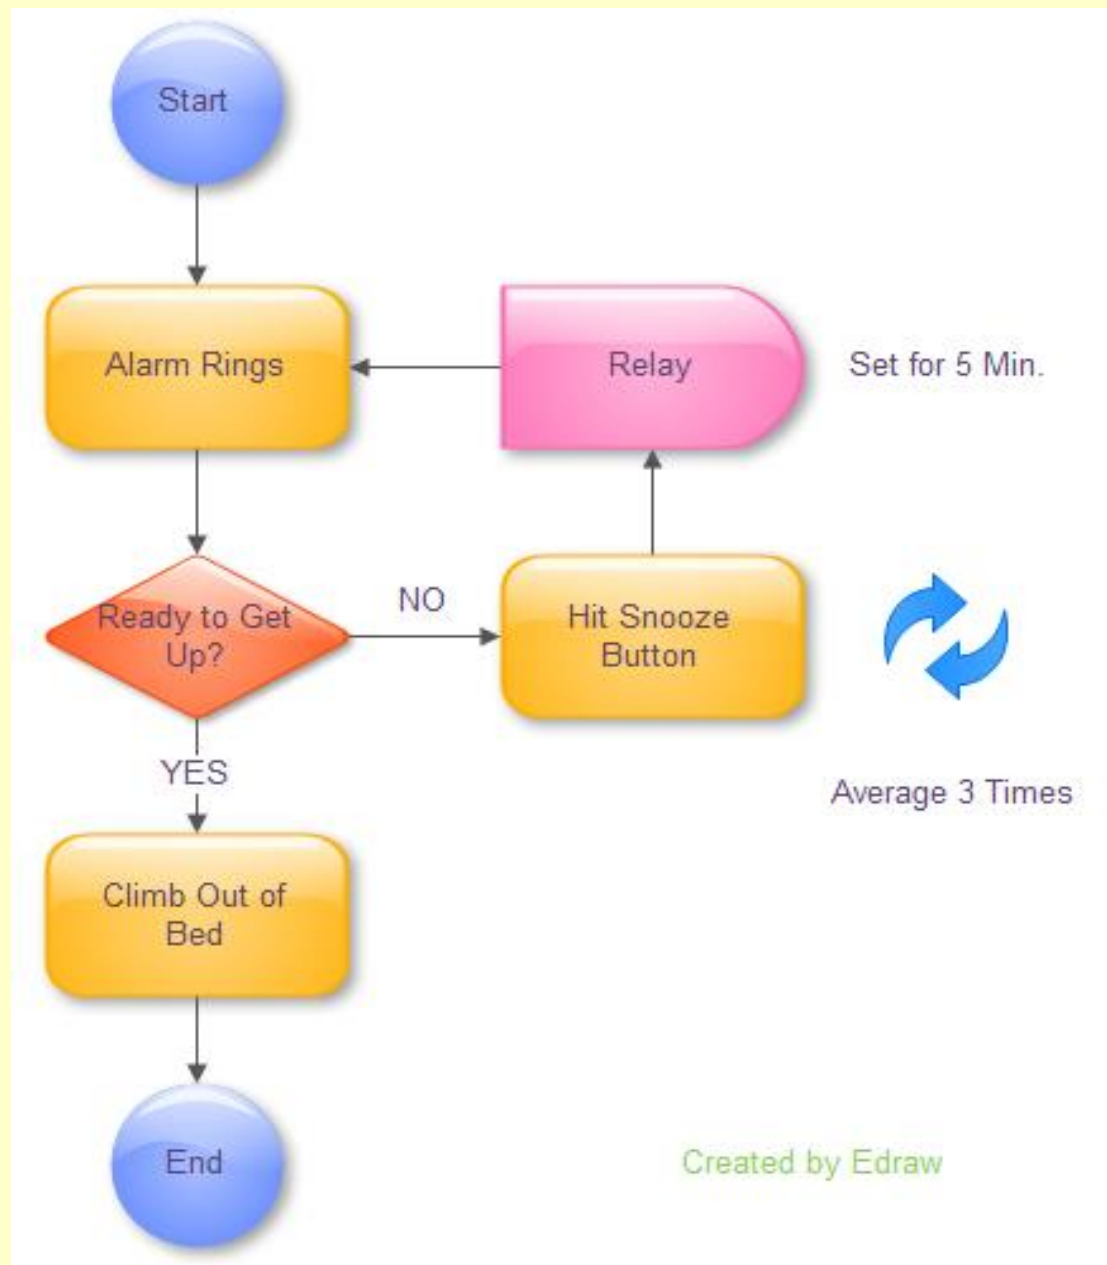 Start
Alarm Rings
Relay
Set for 5 Min.
Ready to Get
Up?
NO
Hit Snooze
Button
YES
Average 3 Times
Climb Out of
Bed
End
Created by Edraw